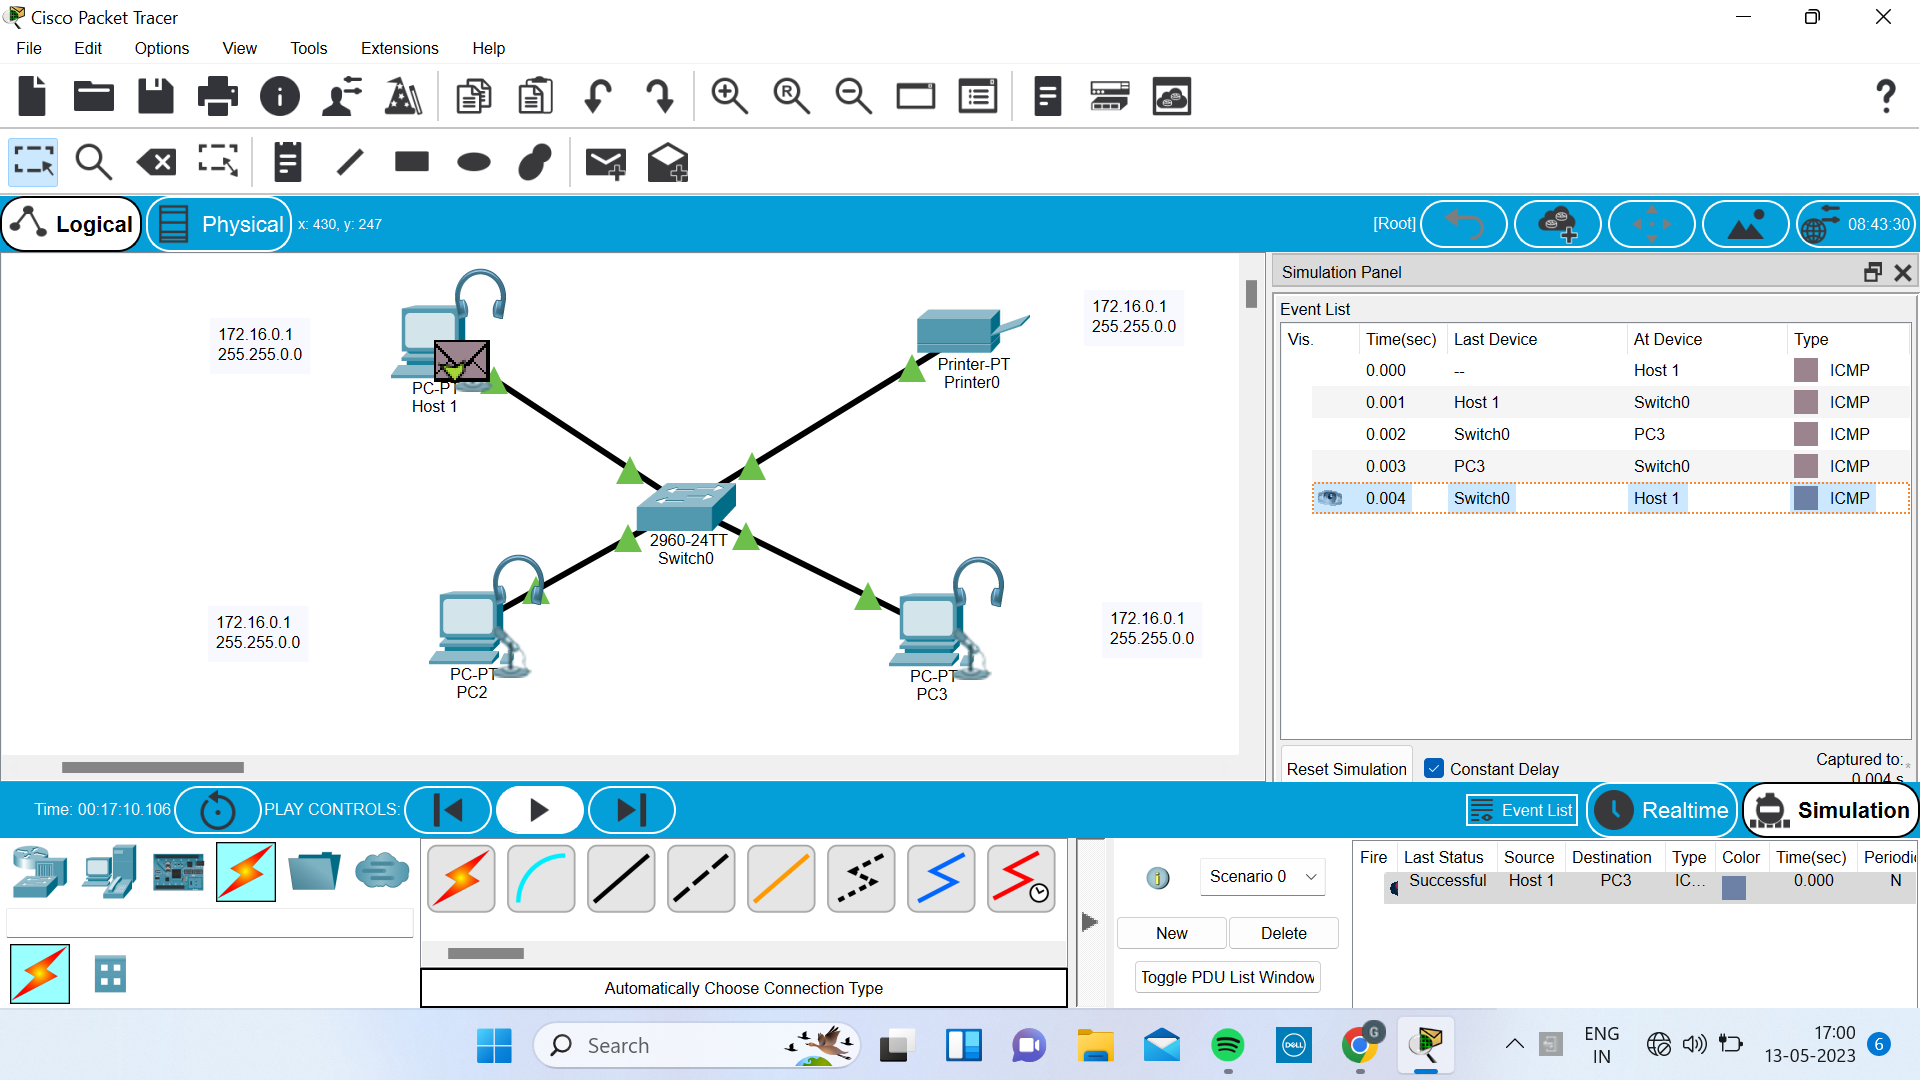 Cisco Packet Tracer
File Edit Options View Tools Extensions Help
Logical Physical x: 430, y: 247 [Root] 08:43:30
172.16.0.1
255.255.0.0
PC-PT
Host 1
172.16.0.1
255.255.0.0
Printer-PT
Printer0
2960-24TT
Switch0
172.16.0.1
255.255.0.0
PC-PT
PC2
172.16.0.1
255.255.0.0
PC-PT
PC3
Simulation Panel
Event List
Vis. Time(sec) Last Device At Device Type
0.000 -- Host 1 ICMP
0.001 Host 1 Switch0 ICMP
0.002 Switch0 PC3 ICMP
0.003 PC3 Switch0 ICMP
0.004 Switch0 Host 1 ICMP
Reset Simulation Constant Delay Captured to:
0.004 s
Time: 00:17:10.106 PLAY CONTROLS: Event List Realtime Simulation
Scenario 0
New Delete
Toggle PDU List Window
Automatically Choose Connection Type
Fire Last Status Source Destination Type Color Time(sec) Periodic
Successful Host 1 PC3 IC... 0.000 N
Search
DELL
G
ENG
IN
17:00
13-05-2023
6